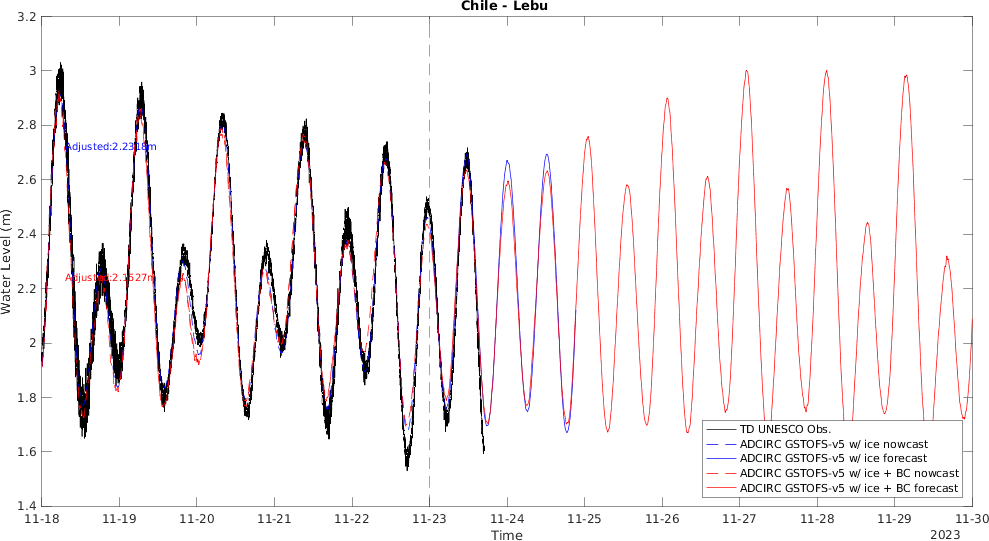 Chile - Lebu
3.2
3
2.8
2.6
2.4
2.2
2
1.8
1.6
1.4
Water Level (m)
Adjusted:2.2318m
Adjusted:2.1527m
TD UNESCO Obs.
ADCIRC GSTOFS-v5 w/ ice nowcast
ADCIRC GSTOFS-v5 w/ ice forecast
ADCIRC GSTOFS-v5 w/ ice + BC nowcast
ADCIRC GSTOFS-v5 w/ ice + BC forecast
11-18 11-19 11-20 11-21 11-22 11-23 11-24 11-25 11-26 11-27 11-28 11-29 11-30
Time
2023